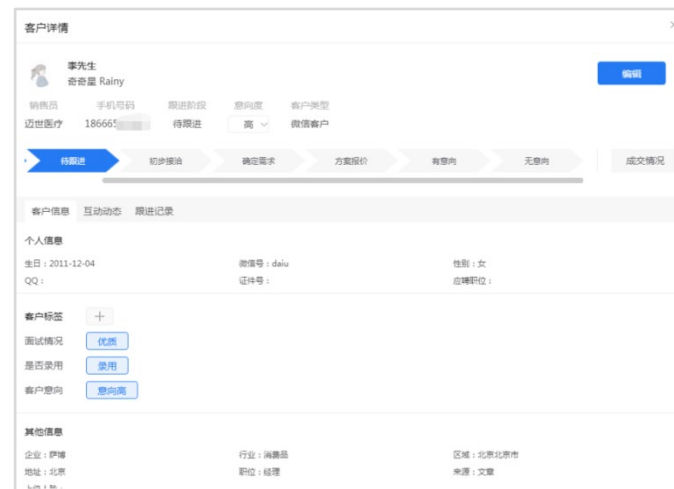 客户详情
李先生
奇奇星 Rainy
编辑
销售员 手机号码 跟进阶段 意向度 客户类型
迈世医疗 18665 待跟进 高 微信客户
待跟进 初步接洽 确定需求 方案报价 有意向 无意向 成交情况
客户信息 互动动态 跟进记录
个人信息
生日：2011-12-04 微信号：daiu 性别：女
QQ： 证件号： 应聘职位：
客户标签 +
面试情况 优质
是否录用 录用
客户意向 意向高
其他信息
企业：萨博 行业：消费品 区域：北京北京市
地址：北京 职位：经理 来源：文章